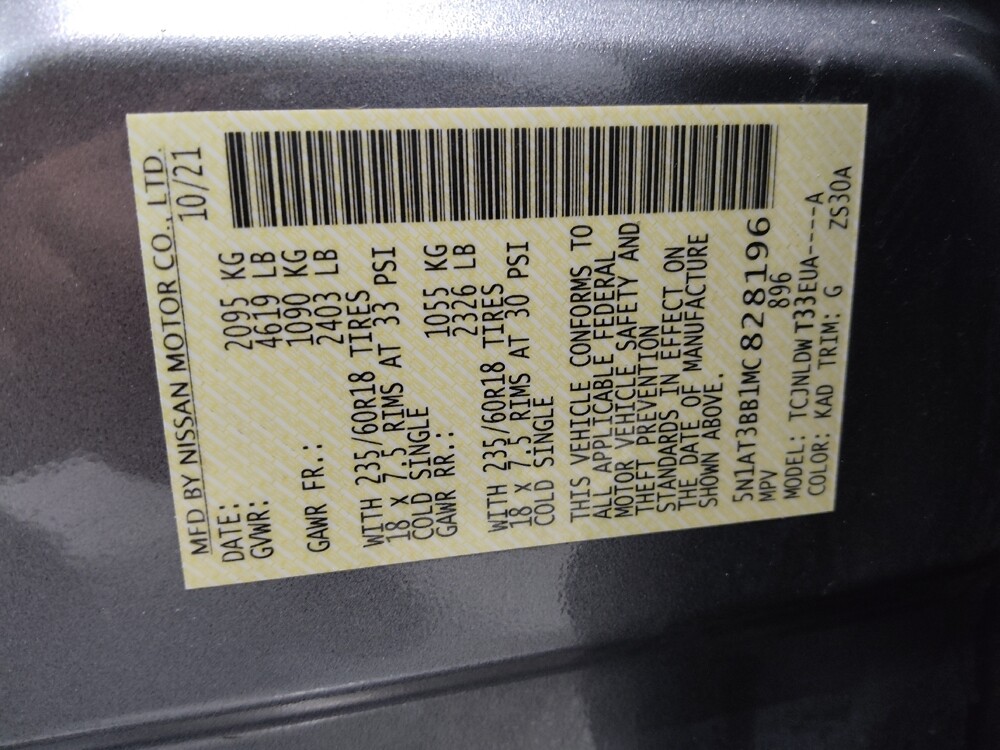 MFD BY NISSAN MOTOR CO., LTD.
DATE: 10/21
GVWR: 2095 KG
4619 LB
GAWR FR.: 1090 KG
2403 LB
WITH 235/60R18 TIRES
18 X 7.5 RIMS AT 33 PSI
COLD SINGLE
GAWR RR.: 1055 KG
2326 LB
WITH 235/60R18 TIRES
18 X 7.5 RIMS AT 30 PSI
COLD SINGLE
THIS VEHICLE CONFORMS TO
ALL APPLICABLE FEDERAL
MOTOR VEHICLE SAFETY AND
THEFT PREVENTION
STANDARDS IN EFFECT ON
THE DATE OF MANUFACTURE
SHOWN ABOVE.
5N1AT3BB1MC828196
MPV 896
MODEL: TCJNLDWT33EUA-----A
COLOR: KAD TRIM: G ZS30A